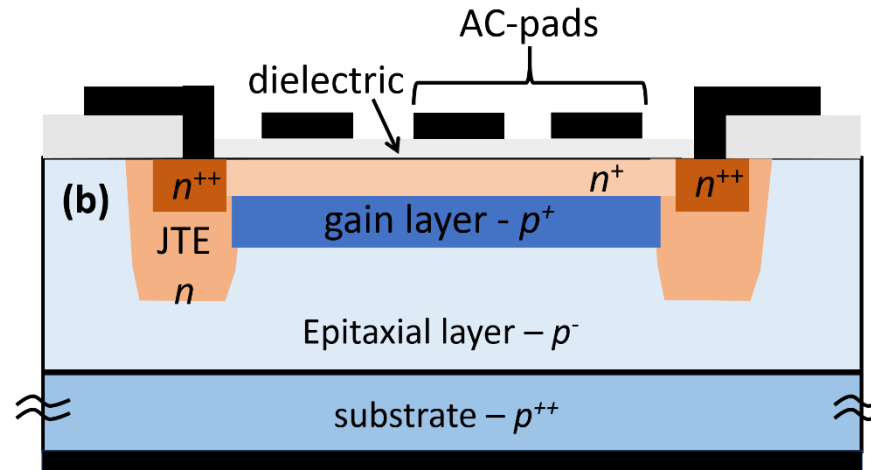 AC-pads
dielectric
(b)
n++
n+
n++
gain layer - p+
JTE
n
Epitaxial layer – p-
substrate – p++